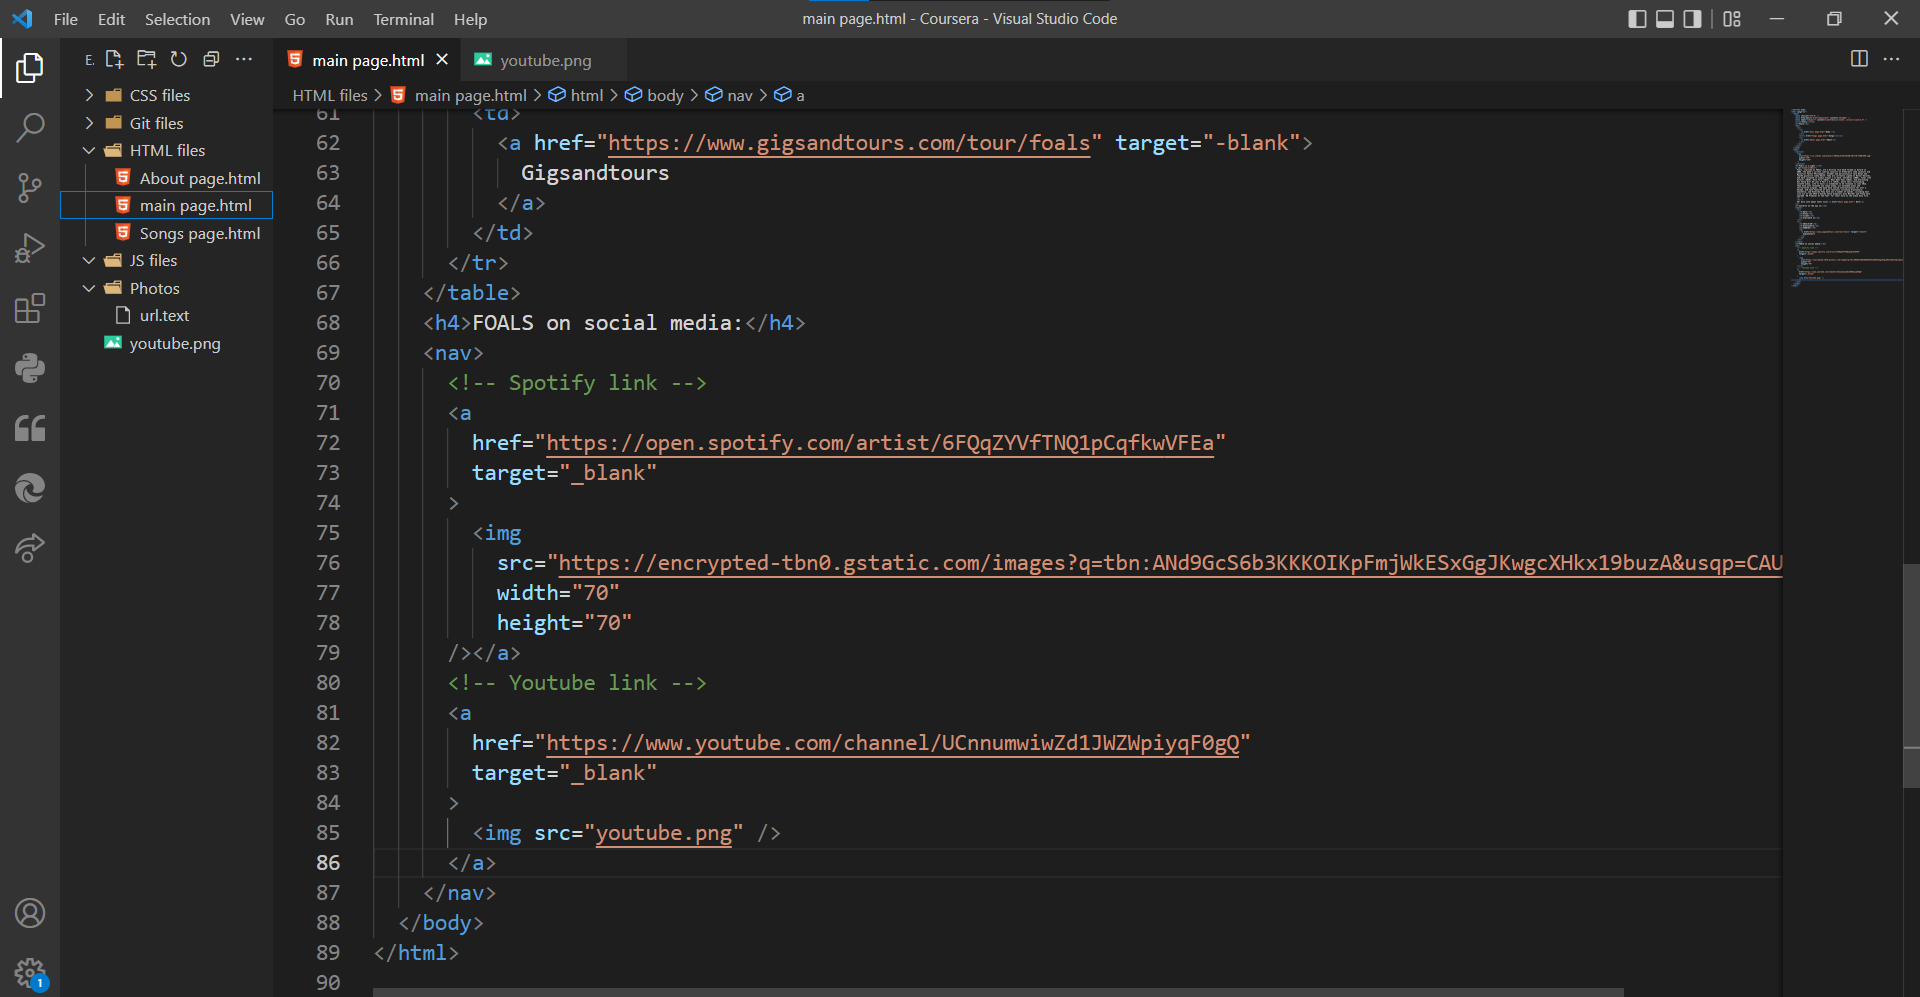 File Edit Selection View Go Run Terminal Help
main page.html - Coursera - Visual Studio Code
E.
CSS files
Git files
HTML files
About page.html
main page.html
Songs page.html
JS files
Photos
url.text
youtube.png
1
main page.html
youtube.png
HTML files > main page.html > html > body > nav > a
61 <td>
62 <a href="https://www.gigsandtours.com/tour/foals" target="-blank">
63 Gigsandtours
64 </a>
65 </td>
66 </tr>
67 </table>
68 <h4>FOALS on social media:</h4>
69 <nav>
70 <!-- Spotify link -->
71 <a
72 href="https://open.spotify.com/artist/6FQqZYVfTNQ1pCqfkwVFEa"
73 target="_blank"
74 >
75 <img
76 src="https://encrypted-tbn0.gstatic.com/images?q=tbn:ANd9GcS6b3KKKOIKpFmjWkESxGgJKwgcXHkx19buzA&usqp=CAU
77 width="70"
78 height="70"
79 /></a>
80 <!-- Youtube link -->
81 <a
82 href="https://www.youtube.com/channel/UCnnumwiwZd1JWZWpiyqF0gQ"
83 target="_blank"
84 >
85 <img src="youtube.png" />
86 </a>
87 </nav>
88 </body>
89 </html>
90